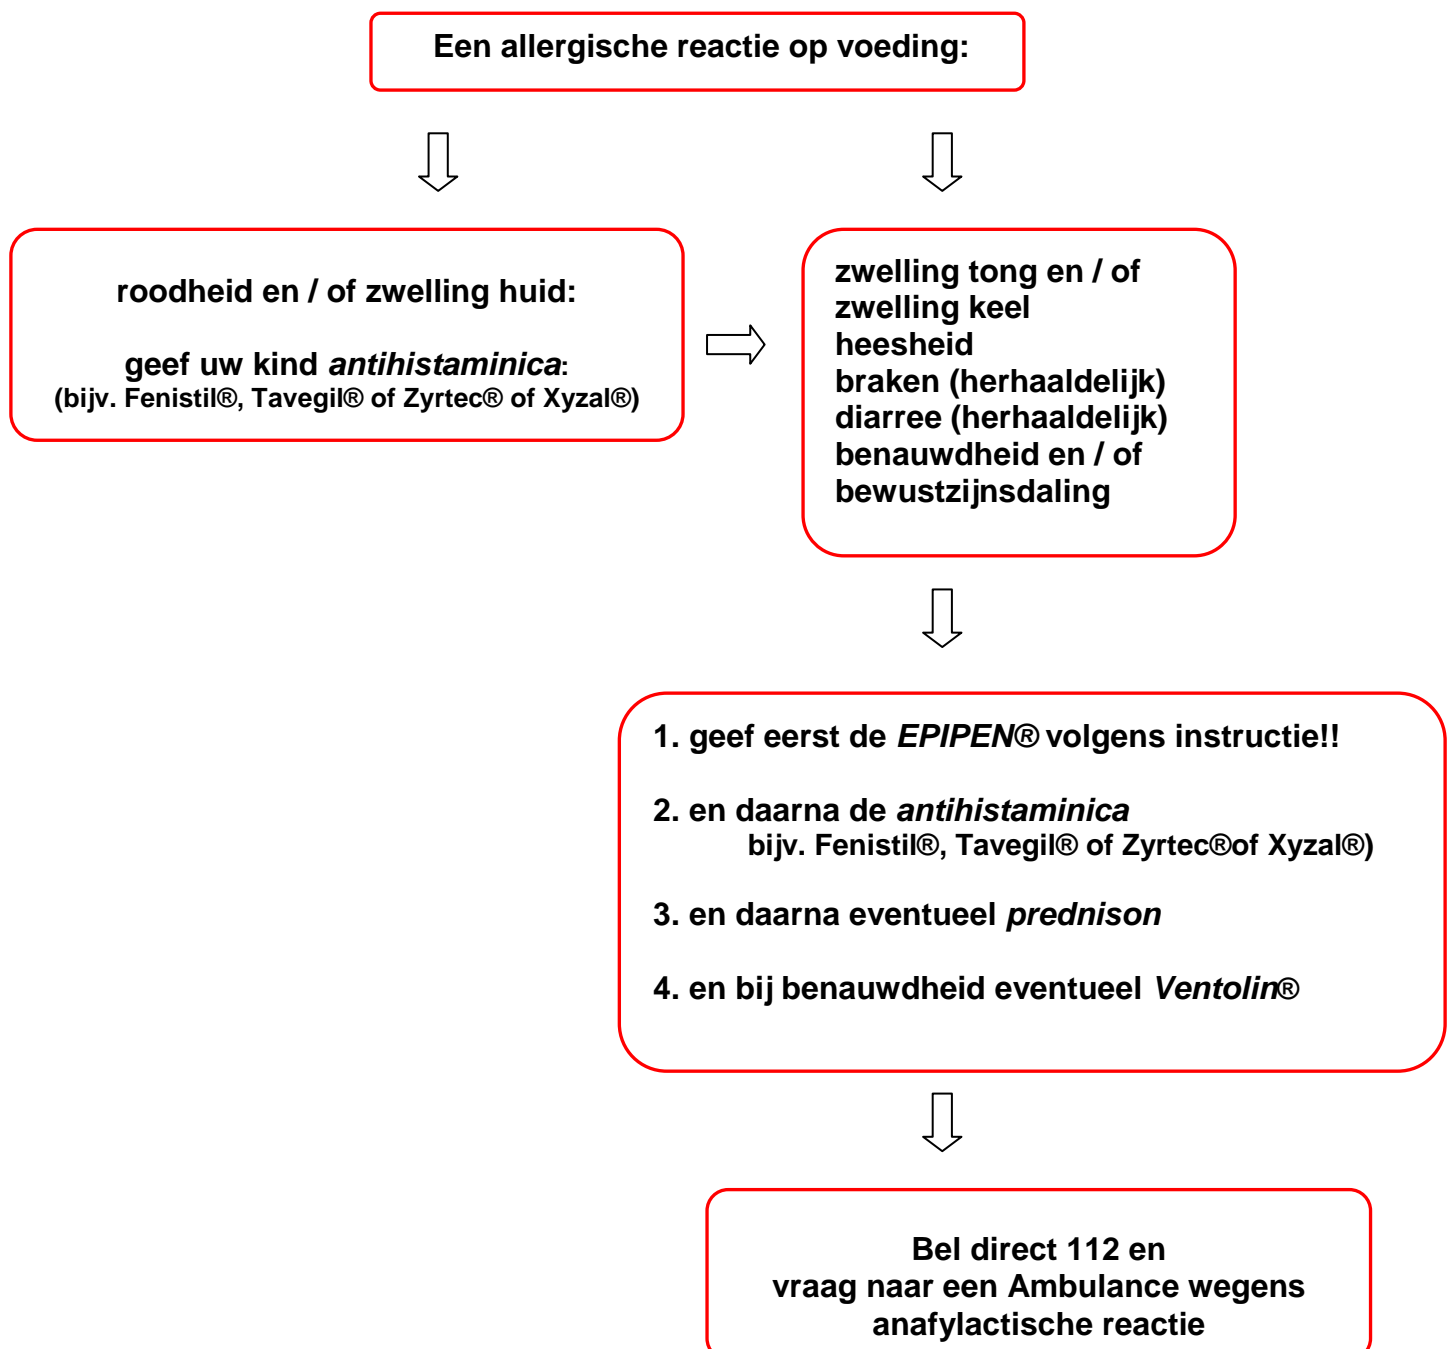 Een allergische reactie op voeding:
roodheid en / of zwelling huid:
geef uw kind antihistaminica:
(bijv. Fenistil®, Tavegil® of Zyrtec® of Xyzal®)
zwelling tong en / of
zwelling keel
heesheid
braken (herhaaldelijk)
diarree (herhaaldelijk)
benauwdheid en / of
bewustzijnsdaling
1. geef eerst de EPIPEN® volgens instructie!!
2. en daarna de antihistaminica
bijv. Fenistil®, Tavegil® of Zyrtec®of Xyzal®)
3. en daarna eventueel prednison
4. en bij benauwdheid eventueel Ventolin®
Bel direct 112 en
vraag naar een Ambulance wegens
anafylactische reactie